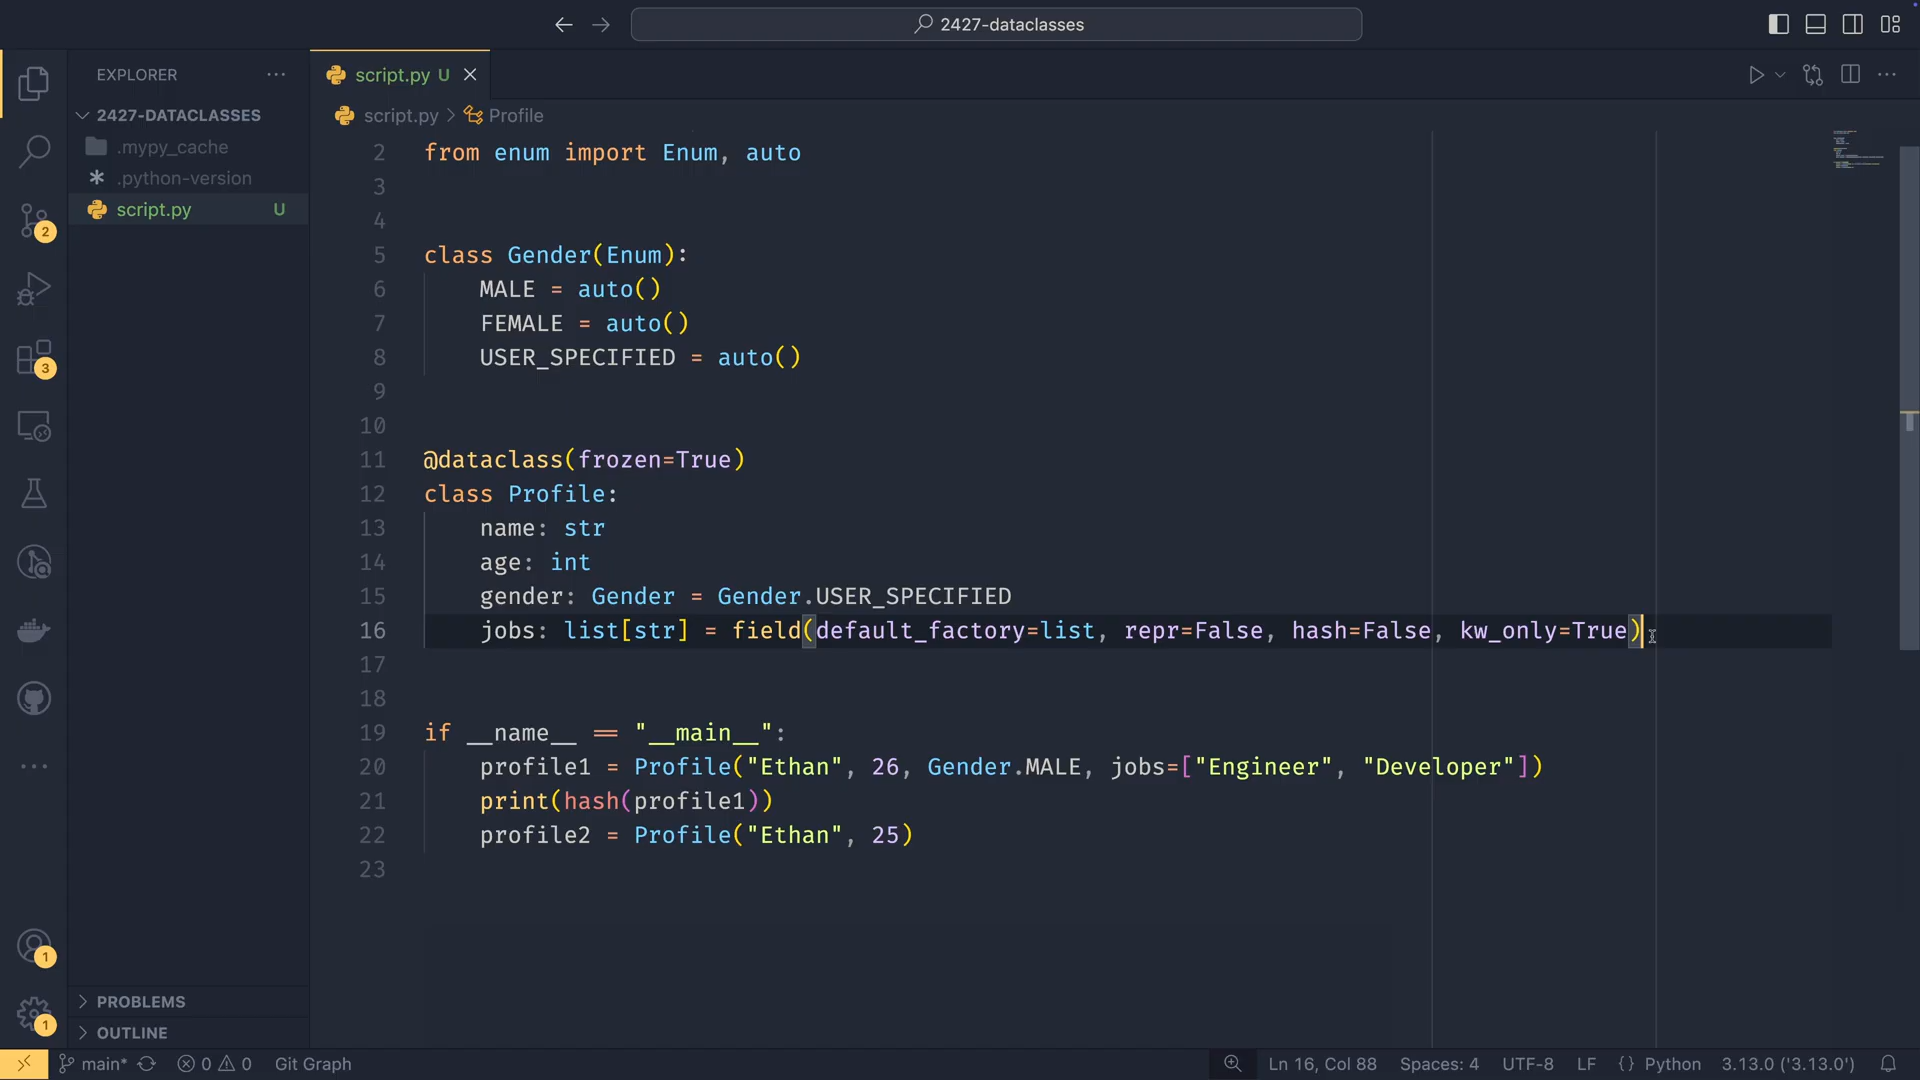 2427-dataclasses
EXPLORER
script.py U
2427-DATACLASSES
script.py > Profile
.mypy_cache
.python-version
script.py U
2 from enum import Enum, auto
3
4
5 class Gender(Enum):
6 MALE = auto()
7 FEMALE = auto()
8 USER_SPECIFIED = auto()
9
10
11 @dataclass(frozen=True)
12 class Profile:
13 name: str
14 age: int
15 gender: Gender = Gender.USER_SPECIFIED
16 jobs: list[str] = field(default_factory=list, repr=False, hash=False, kw_only=True)
17
18
19 if __name__ == "__main__":
20 profile1 = Profile("Ethan", 26, Gender.MALE, jobs=["Engineer", "Developer"])
21 print(hash(profile1))
22 profile2 = Profile("Ethan", 25)
23
2
3
1
1
PROBLEMS
OUTLINE
main* 0 0 Git Graph Ln 16, Col 88 Spaces: 4 UTF-8 LF {} Python 3.13.0 ('3.13.0')